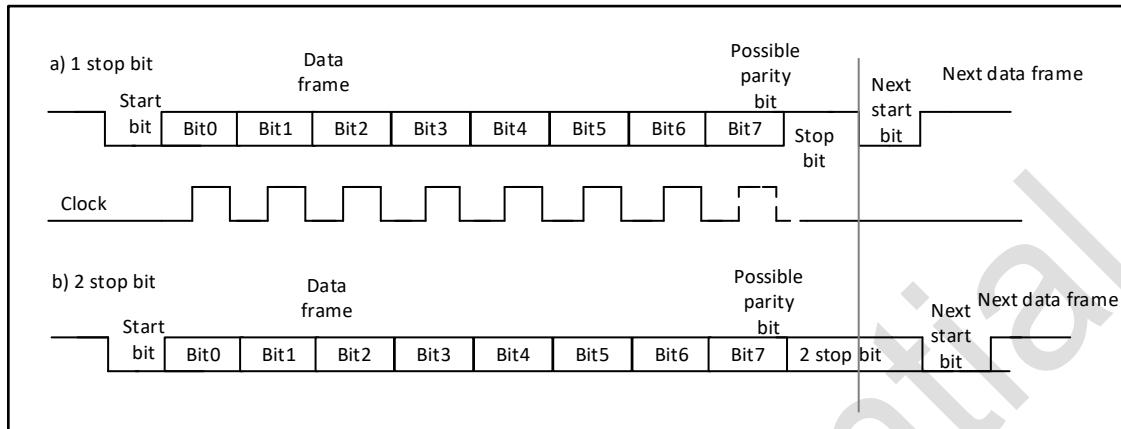 a) 1 stop bit
Data
frame
Possible
parity
bit
Next data frame
Start
bit
Bit0
Bit1
Bit2
Bit3
Bit4
Bit5
Bit6
Bit7
Stop
bit
Next
start
bit
Clock
b) 2 stop bit
Data
frame
Possible
parity
bit
Next data frame
Start
bit
Bit0
Bit1
Bit2
Bit3
Bit4
Bit5
Bit6
Bit7
2 stop bit
Next
start
bit
ntial